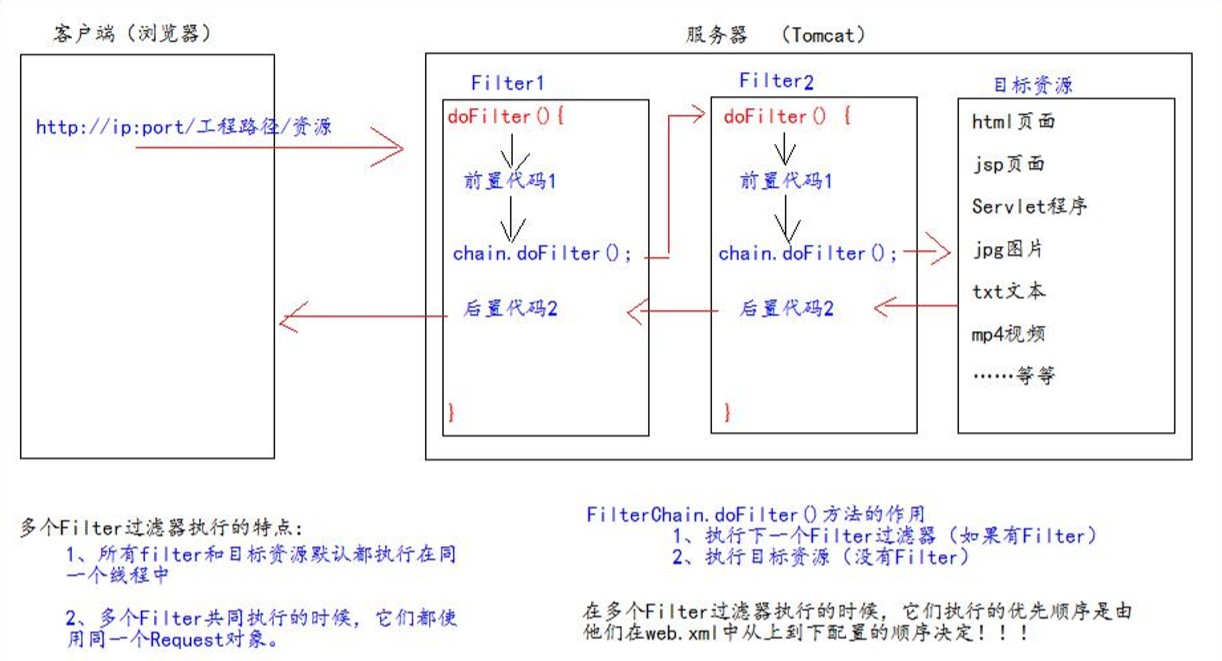 客户端（浏览器）
服务器 （Tomcat）
http://ip:port/工程路径/资源
Filter1
doFilter(){
前置代码1
chain.doFilter();
后置代码2
}
Filter2
doFilter() {
前置代码1
chain.doFilter();
后置代码2
}
目标资源
html页面
jsp页面
Servlet程序
jpg图片
txt文本
mp4视频
……等等
多个Filter过滤器执行的特点:
1、所有filter和目标资源默认都执行在同
一个线程中
2、多个Filter共同执行的时候，它们都使
用同一个Request对象。
FilterChain.doFilter()方法的作用
1、执行下一个Filter过滤器（如果有Filter）
2、执行目标资源（没有Filter）
在多个Filter过滤器执行的时候，它们执行的优先顺序是由
他们在web.xml中从上到下配置的顺序决定！！！